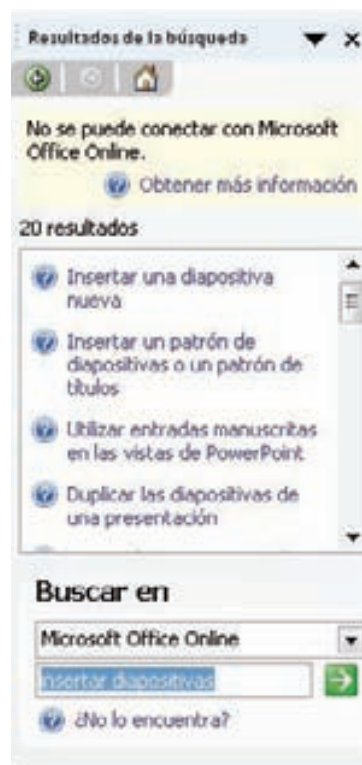 Resultados de la búsqueda
No se puede conectar con Microsoft
Office Online.
Obtener más información
20 resultados
Insertar una diapositiva
nueva
Insertar un patrón de
diapositivas o un patrón de
títulos
Utilizar entradas manuscritas
en las vistas de PowerPoint
Duplicar las diapositivas de
una presentación
Buscar en
Microsoft Office Online
insertar diapositivas
¿No lo encuentra?